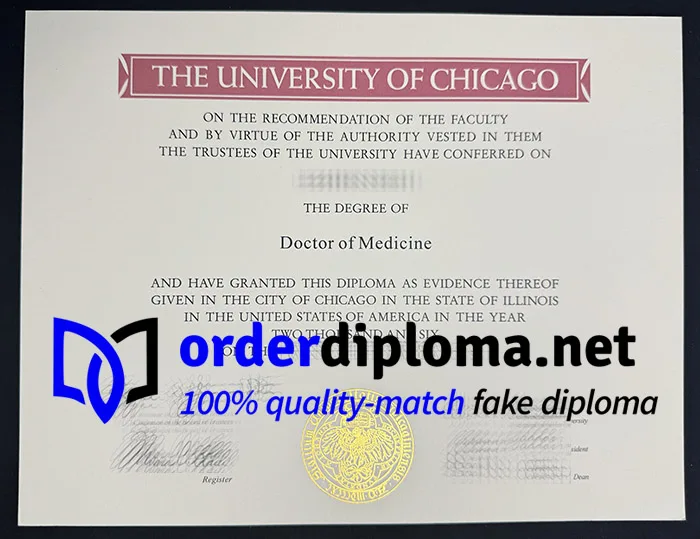 THE UNIVERSITY OF CHICAGO
ON THE RECOMMENDATION OF THE FACULTY
AND BY VIRTUE OF THE AUTHORITY VESTED IN THEM
THE TRUSTEES OF THE UNIVERSITY HAVE CONFERRED ON
THE DEGREE OF
Doctor of Medicine
AND HAVE GRANTED THIS DIPLOMA AS EVIDENCE THEREOF
GIVEN IN THE CITY OF CHICAGO IN THE STATE OF ILLINOIS
IN THE UNITED STATES OF AMERICA IN THE YEAR
TWO THOUSAND AND SIX
orderdiploma.net
100% quality-match fake diploma
Register
Dean